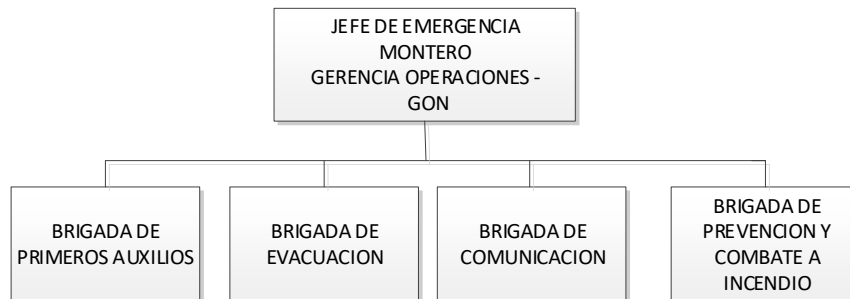 JEFE DE EMERGENCIA
MONTERO
GERENCIA OPERACIONES -
GON
BRIGADA DE
PRIMEROS AUXILIOS
BRIGADA DE
EVACUACION
BRIGADA DE
COMUNICACION
BRIGADA DE
PREVENCION Y
COMBATE A
INCENDIO